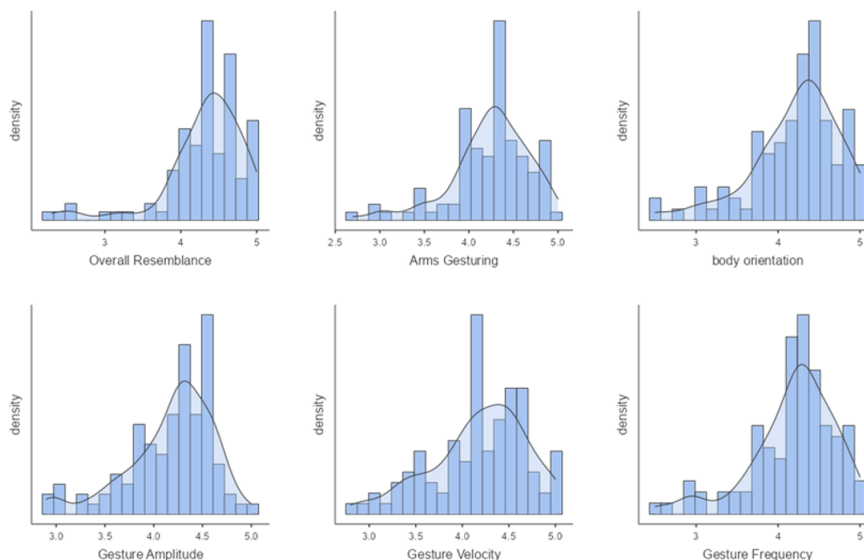 density
3
4
5
Overall Resemblance
density
2.5
3.0
3.5
4.0
4.5
5.0
Arms Gesturing
density
3
4
5
body orientation
density
3.0
3.5
4.0
4.5
5.0
Gesture Amplitude
density
3.0
3.5
4.0
4.5
5.0
Gesture Velocity
density
3
4
5
Gesture Frequency